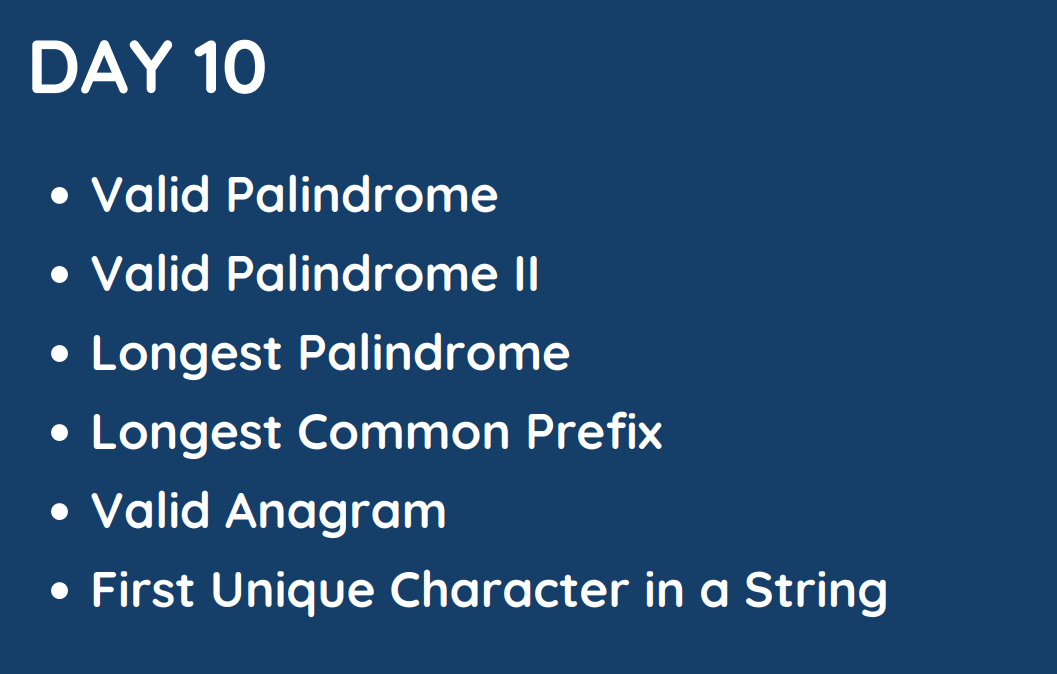 DAY 10
• Valid Palindrome
• Valid Palindrome II
• Longest Palindrome
• Longest Common Prefix
• Valid Anagram
• First Unique Character in a String